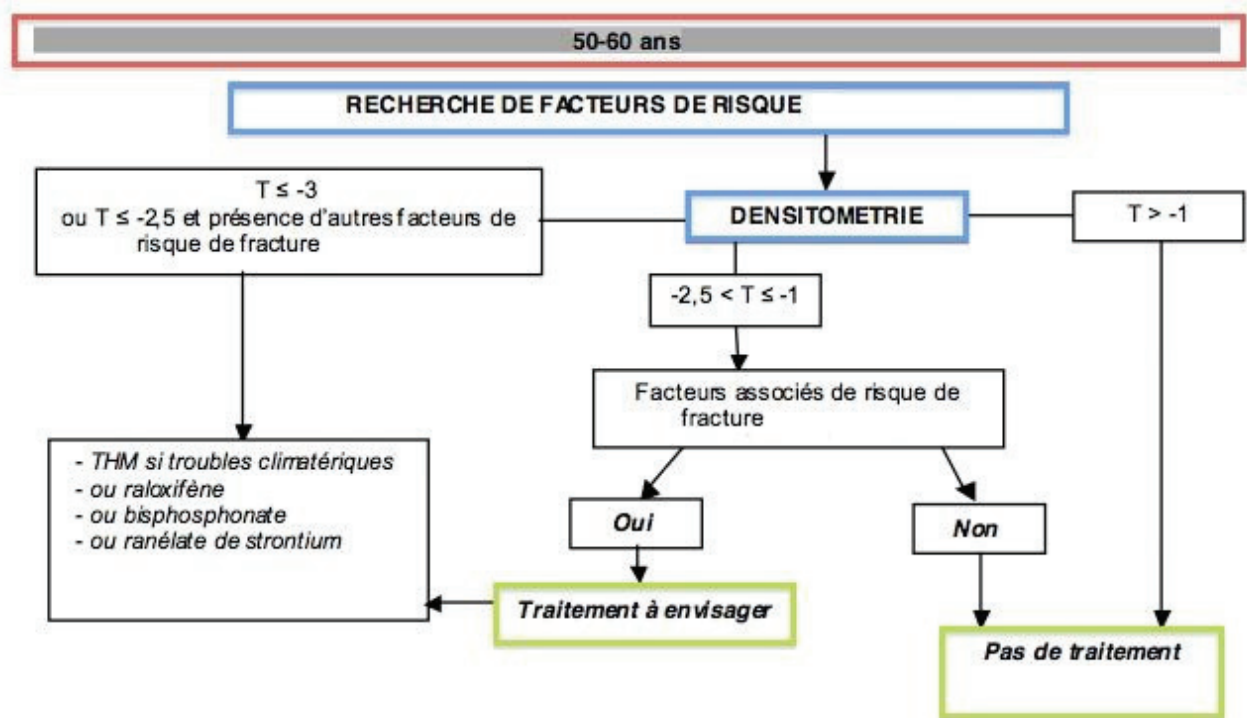 50-60 ans
RECHERCHE DE FACTEURS DE RISQUE
T ≤ -3
ou T ≤ -2,5 et présence d'autres facteurs de
risque de fracture
DENSITOMETRIE
T > -1
-2,5 < T ≤ -1
Facteurs associés de risque de
fracture
- THM si troubles climatériques
- ou raloxifène
- ou bisphosphonate
- ou ranélate de strontium
Oui
Non
Traitement à envisager
Pas de traitement